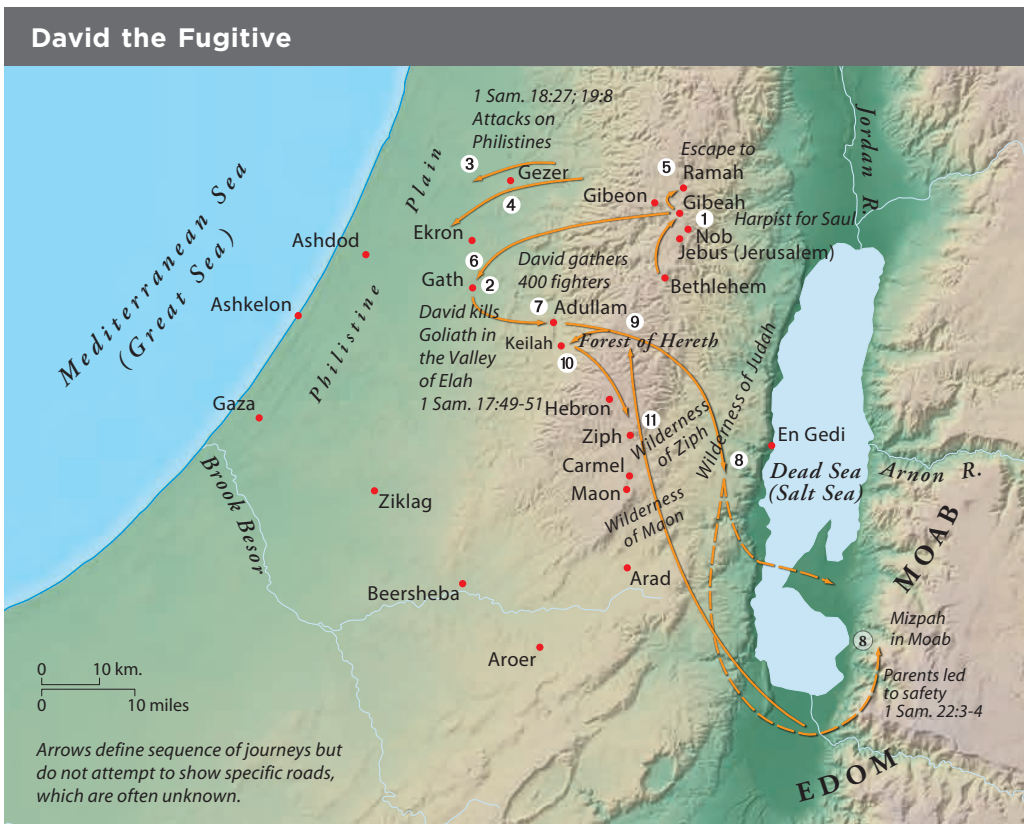 David the Fugitive
1 Sam. 18:27; 19:8
Attacks on
Philistines
3
Gezer
4
5
Escape to
Ramah
Gibeon
Gibeah
1
Harpist for Saul
Nob
Jebus (Jerusalem)
Bethlehem
Jordan R.
Mediterranean Sea
(Great Sea)
Philistine Plain
Ashdod
Ekron
6
Gath
2
David gathers
400 fighters
Ashkelon
David kills
Goliath in
the Valley
of Elah
1 Sam. 17:49-51
7
Adullam
9
Keilah
Forest of Hereth
10
Gaza
Hebron
11
Ziph
Wilderness
of Ziph
Wilderness of Judah
8
En Gedi
Dead Sea
(Salt Sea)
Arnon R.
Carmel
Maon
Wilderness
of Maon
Brook Besor
Ziklag
MOAB
Arad
Beersheba
Mizpah
in Moab
8
Aroer
Parents led
to safety
1 Sam. 22:3-4
EDOM
0 10 km.
0 10 miles
Arrows define sequence of journeys but
do not attempt to show specific roads,
which are often unknown.